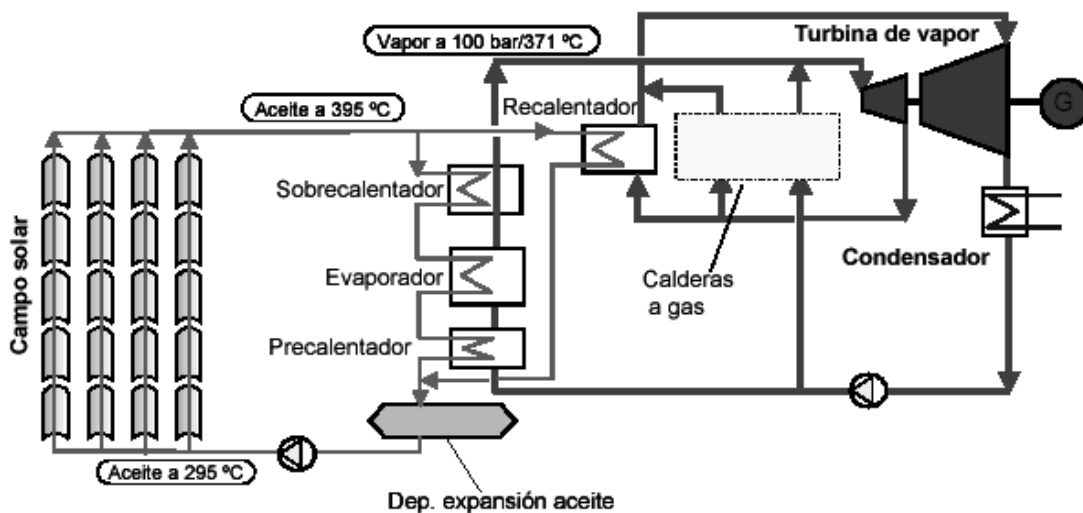 Vapor a 100 bar/371 ºC
Turbina de vapor
Aceite a 395 ºC
Recalentador
G
Sobrecalentador
Campo solar
Evaporador
Calderas
a gas
Condensador
Precalentador
Aceite a 295 ºC
Dep. expansión aceite